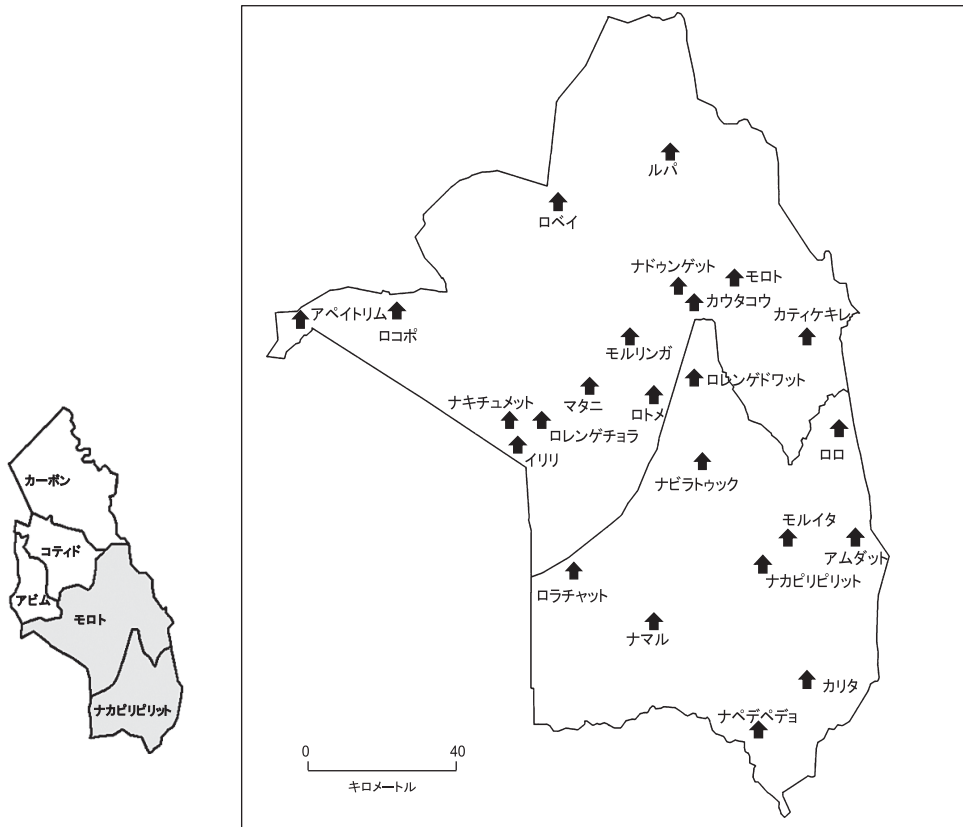 カーボン
コティド
アビム
モロト
ナカピリピリット
ルパ
ロベイ
ナドゥンゲット
モロト
カウタコウ
カティケキレ
アペイトリム
ロコポ
モルリンガ
ロレンゲドワット
マタニ
ロトメ
ナキチュメット
ロレンゲチョラ
イリリ
ロロ
ナビラトゥック
モルイタ
アムダット
ナカピリピリット
ロラチャット
ナマル
カリタ
ナペデペデョ
0 40
キロメートル